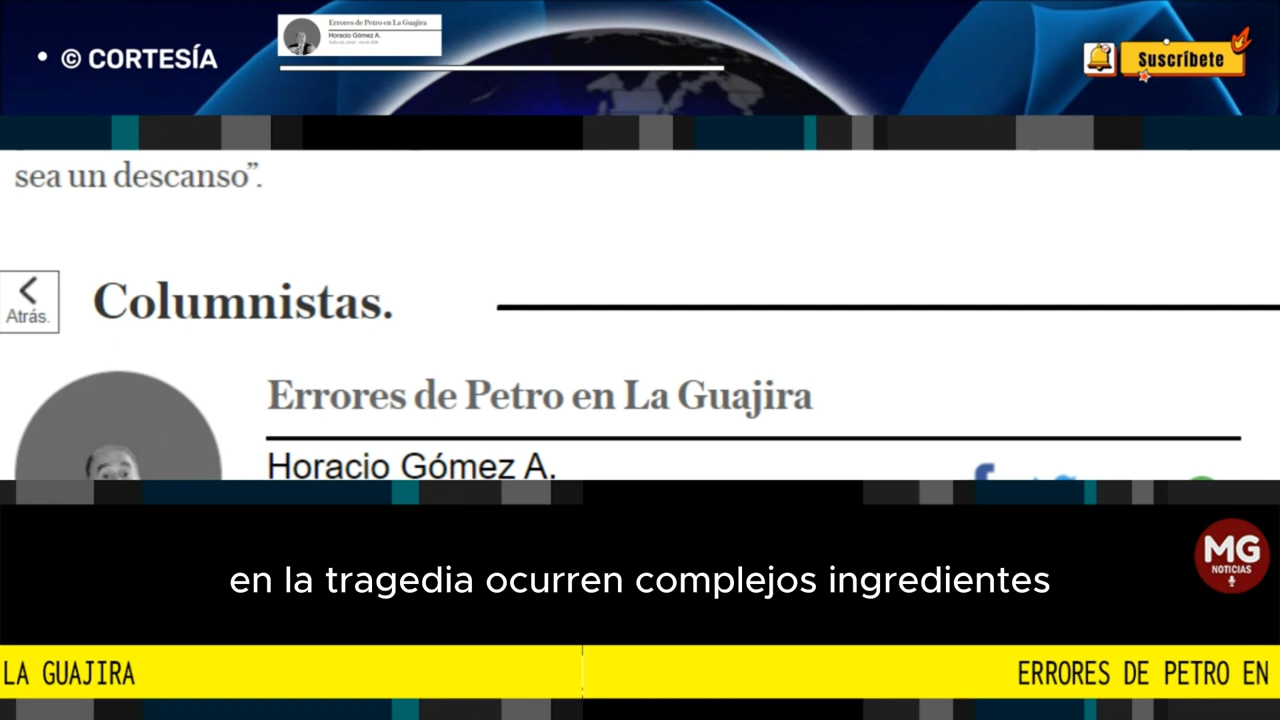 • © CORTESÍA
Errores de Petro en La Guajira
Horacio Gómez A.
Suscríbete
sea un descanso”.
Atrás.
Columnistas.
Errores de Petro en La Guajira
Horacio Gómez A.
en la tragedia ocurren complejos ingredientes
MG
NOTICIAS
LA GUAJIRA
ERRORES DE PETRO EN